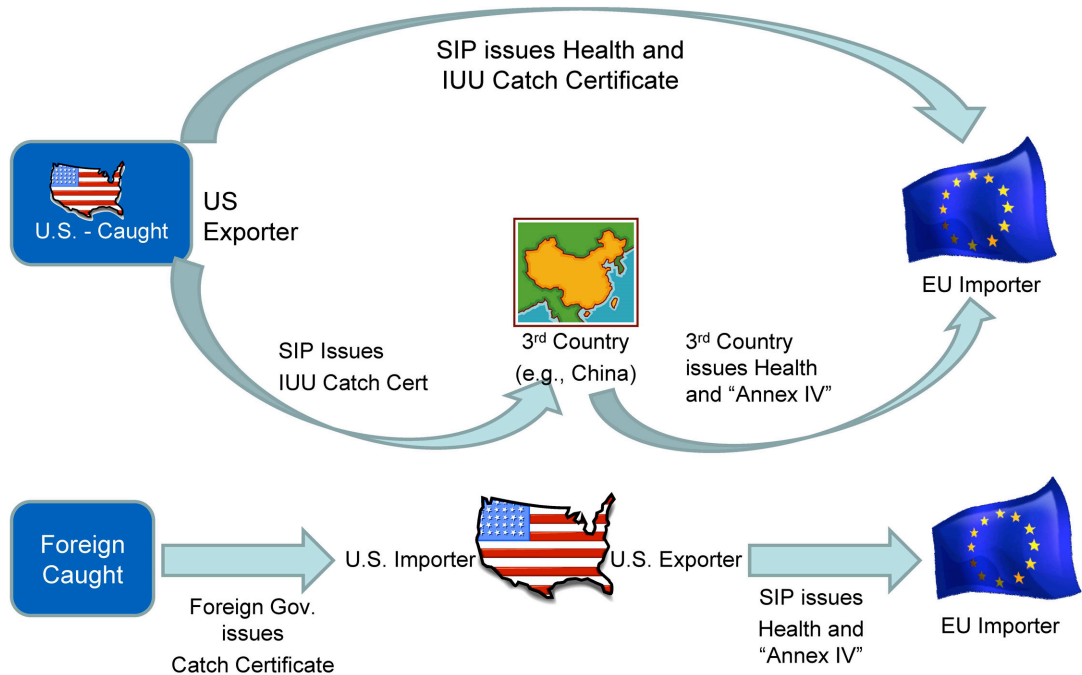 SIP issues Health and
IUU Catch Certificate
U.S. - Caught
US
Exporter
EU Importer
SIP Issues
IUU Catch Cert
3rd Country
(e.g., China)
3rd Country
issues Health
and “Annex IV”
Foreign
Caught
U.S. Importer
U.S. Exporter
Foreign Gov.
issues
Catch Certificate
SIP issues
Health and
“Annex IV”
EU Importer